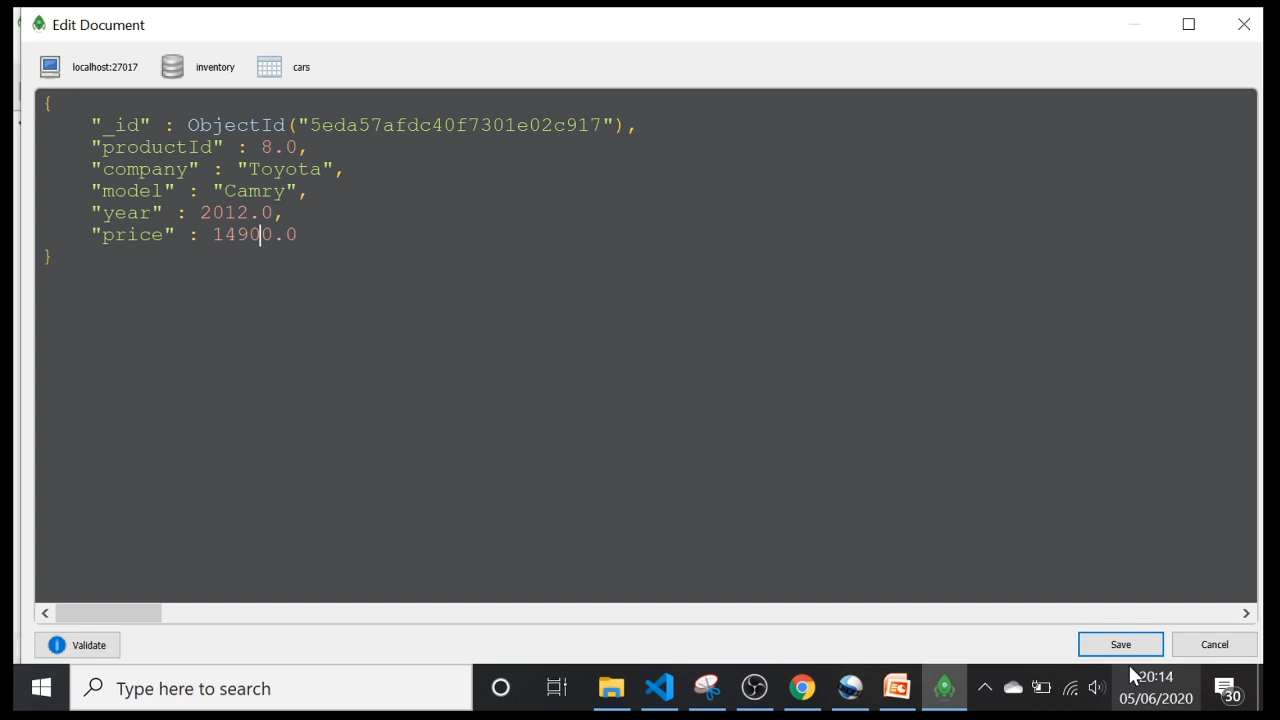 Edit Document
localhost:27017 inventory cars
{
"_id" : ObjectId("5eda57afdc40f7301e02c917"),
"productId" : 8.0,
"company" : "Toyota",
"model" : "Camry",
"year" : 2012.0,
"price" : 14900.0
}
Validate Save Cancel
Type here to search 20:14
05/06/2020 30